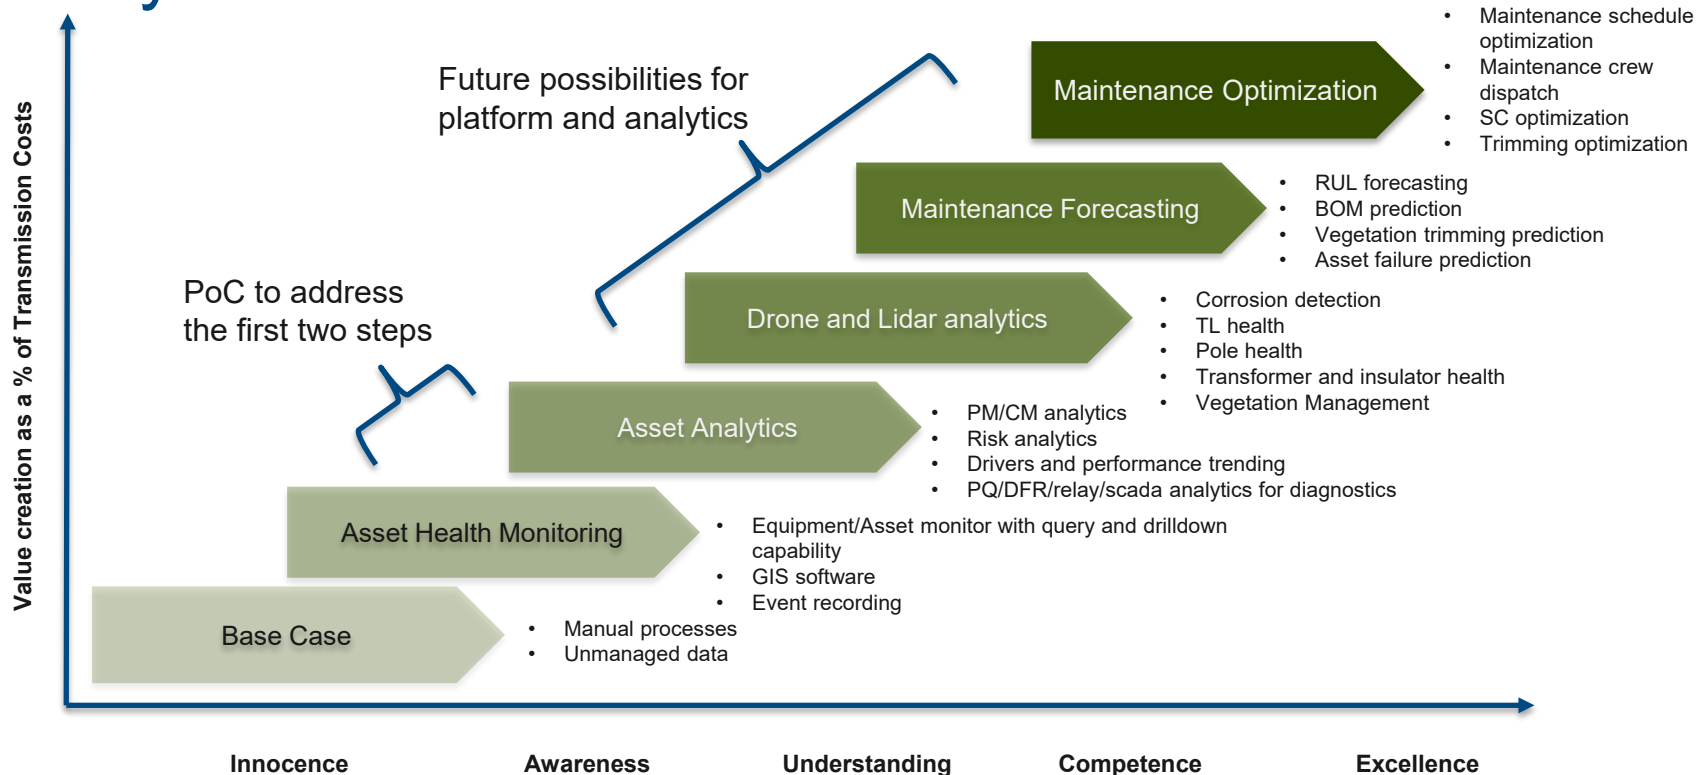 Value creation as a % of Transmission Costs
Future possibilities for
platform and analytics
PoC to address
the first two steps
Maintenance Optimization
• Maintenance schedule
optimization
• Maintenance crew
dispatch
• SC optimization
• Trimming optimization
Maintenance Forecasting
• RUL forecasting
• BOM prediction
• Vegetation trimming prediction
• Asset failure prediction
Drone and Lidar analytics
• Corrosion detection
• TL health
• Pole health
• Transformer and insulator health
• Vegetation Management
Asset Analytics
• PM/CM analytics
• Risk analytics
• Drivers and performance trending
• PQ/DFR/relay/scada analytics for diagnostics
Asset Health Monitoring
• Equipment/Asset monitor with query and drilldown
capability
• GIS software
• Event recording
Base Case
• Manual processes
• Unmanaged data
Innocence Awareness Understanding Competence Excellence